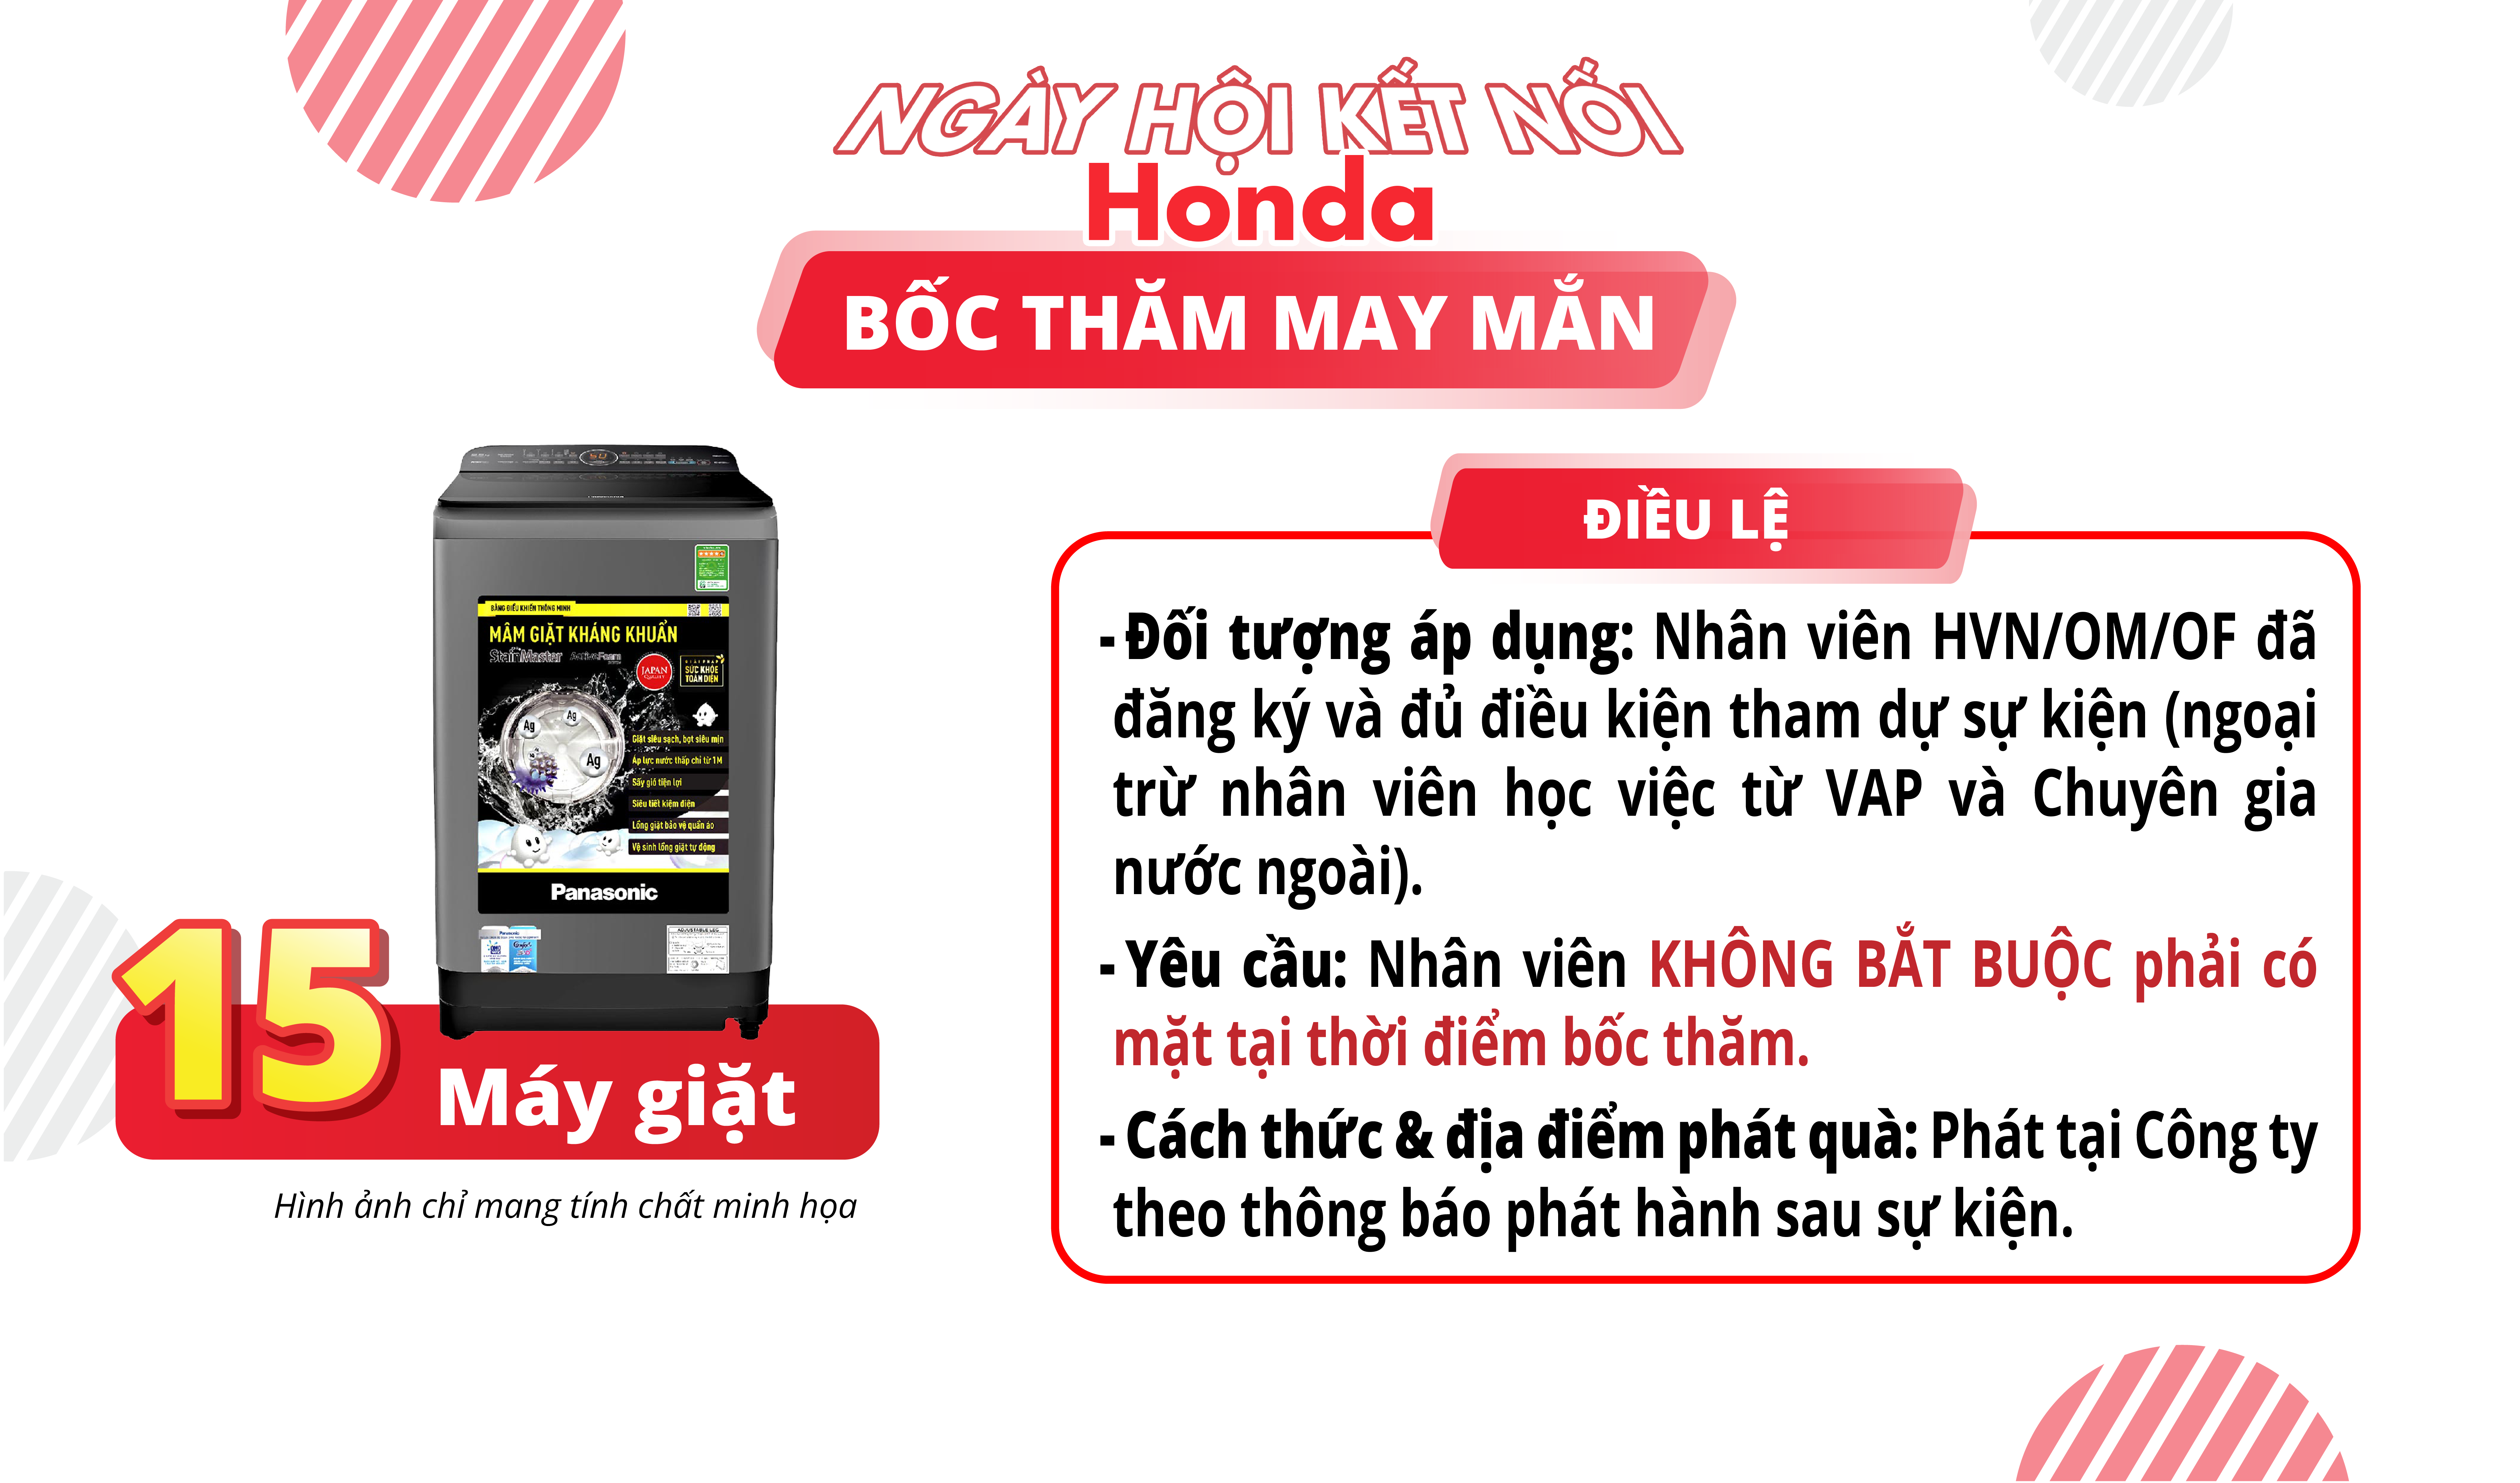 NGÀY HỘI KẾT NỐI
Honda
BỐC THĂM MAY MẮN
BẢNG ĐIỀU KHIỂN THÔNG MINH
MÂM GIẶT KHÁNG KHUẨN
StainMaster ActiveFoam
JAPAN
QUALITY
GIẢI PHÁP
SỨC KHỎE
TOÀN DIỆN
Ag
Ag
Ag
Giặt siêu sạch, bọt siêu mịn
Áp lực nước thấp chỉ từ 1M
Sấy gió tiện lợi
Siêu tiết kiệm điện
Lồng giặt bảo vệ quần áo
Vệ sinh lồng giặt tự động
Panasonic
Panasonic
ADJUSTABLE LEG
15
Máy giặt
Hình ảnh chỉ mang tính chất minh họa
ĐIỀU LỆ
- Đối tượng áp dụng: Nhân viên HVN/OM/OF đã
đăng ký và đủ điều kiện tham dự sự kiện (ngoại
trừ nhân viên học việc từ VAP và Chuyên gia
nước ngoài).
- Yêu cầu: Nhân viên KHÔNG BẮT BUỘC phải có
mặt tại thời điểm bốc thăm.
- Cách thức & địa điểm phát quà: Phát tại Công ty
theo thông báo phát hành sau sự kiện.